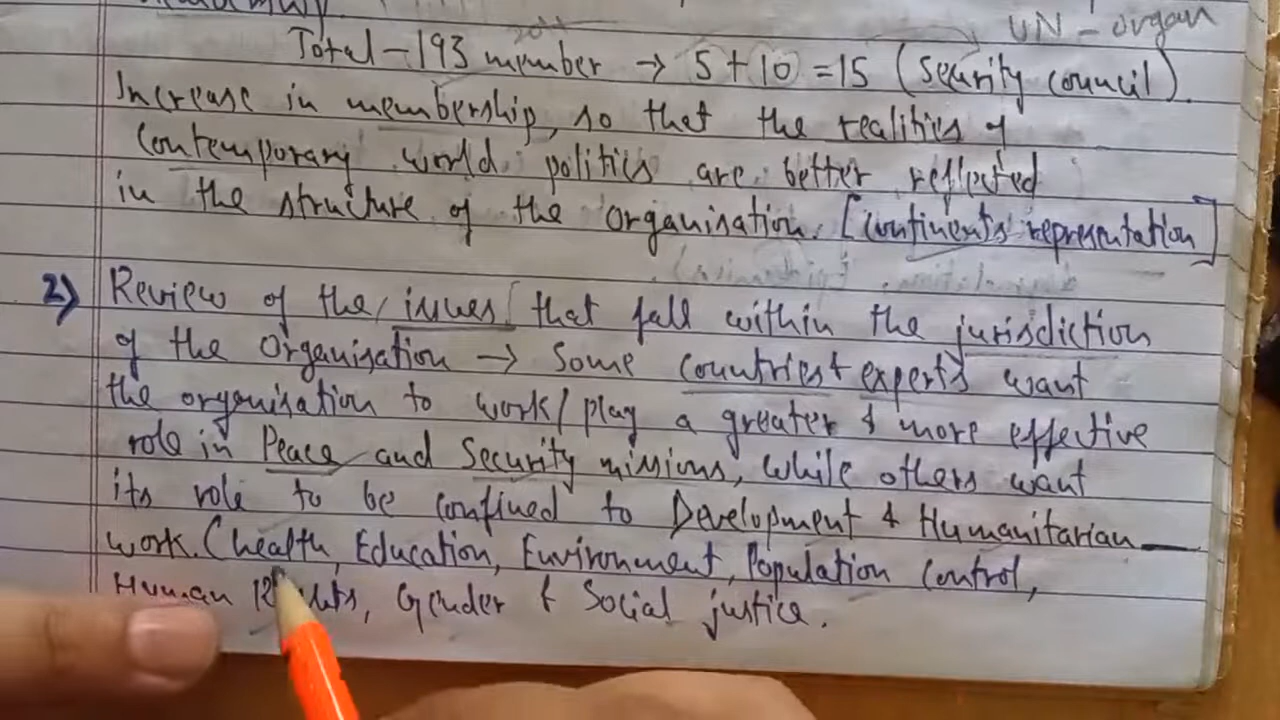 UN - organ
2011
Total - 193 member → 5 + 10 = 15 (Security council).
Increase in membership, so that the realities of
Contemporary world politics are better reflected
in the structure of the Organisation. [Continents representation]
2) Review of the issues that fall within the jurisdiction
of the Organisation → Some countries + experts want
the organisation to work/play a greater & more effective
role in Peace and Security missions, while others want
its role to be confined to Development & Humanitarian
work. (health, Education, Environment, Population control,
Human Rights, Gender & Social justice.